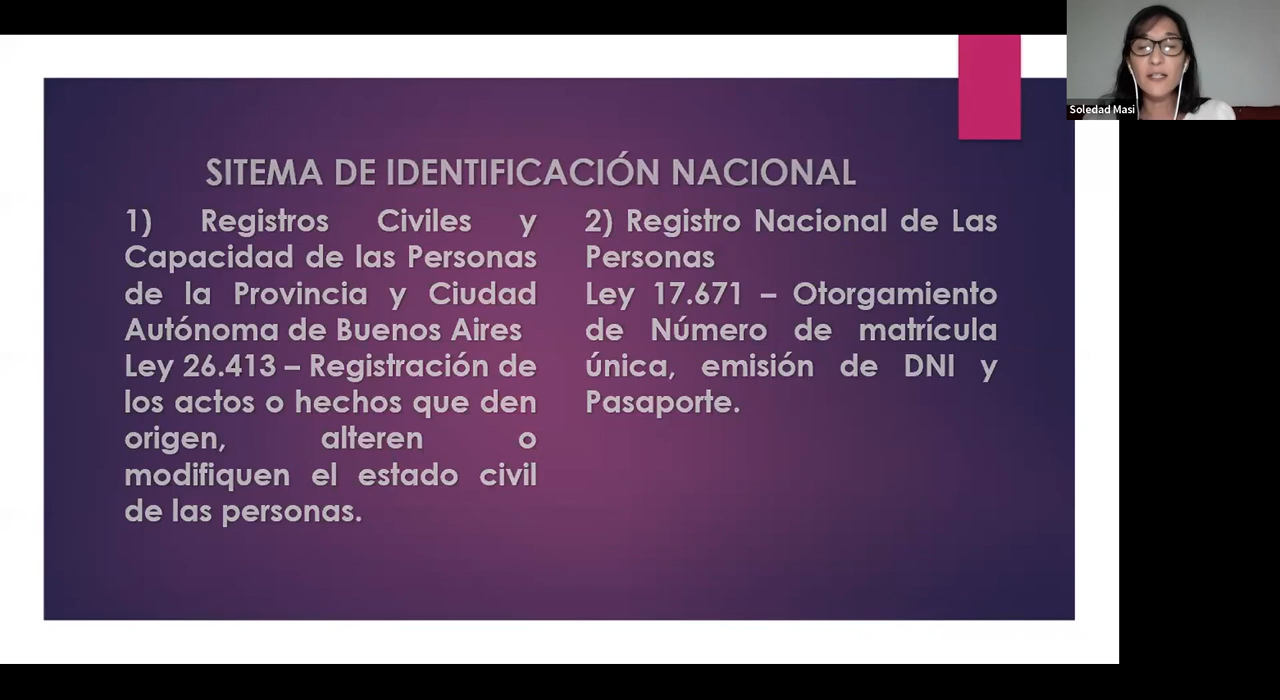 SITEMA DE IDENTIFICACIÓN NACIONAL
1) Registros Civiles y
Capacidad de las Personas
de la Provincia y Ciudad
Autónoma de Buenos Aires
Ley 26.413 – Registración de
los actos o hechos que den
origen, alteren o
modifiquen el estado civil
de las personas.
2) Registro Nacional de Las
Personas
Ley 17.671 – Otorgamiento
de Número de matrícula
única, emisión de DNI y
Pasaporte.
Soledad Masi